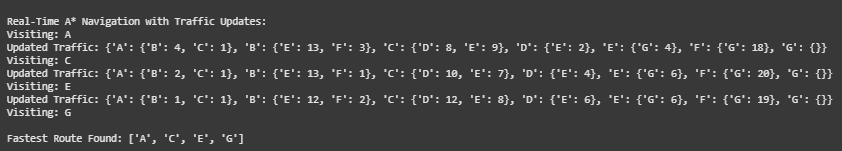 Real-Time A* Navigation with Traffic Updates:
Visiting: A
Updated Traffic: {'A': {'B': 4, 'C': 1}, 'B': {'E': 13, 'F': 3}, 'C': {'D': 8, 'E': 9}, 'D': {'E': 2}, 'E': {'G': 4}, 'F': {'G': 18}, 'G': {}}
Visiting: C
Updated Traffic: {'A': {'B': 2, 'C': 1}, 'B': {'E': 13, 'F': 1}, 'C': {'D': 10, 'E': 7}, 'D': {'E': 4}, 'E': {'G': 6}, 'F': {'G': 20}, 'G': {}}
Visiting: E
Updated Traffic: {'A': {'B': 1, 'C': 1}, 'B': {'E': 12, 'F': 2}, 'C': {'D': 12, 'E': 8}, 'D': {'E': 6}, 'E': {'G': 6}, 'F': {'G': 19}, 'G': {}}
Visiting: G
Fastest Route Found: ['A', 'C', 'E', 'G']